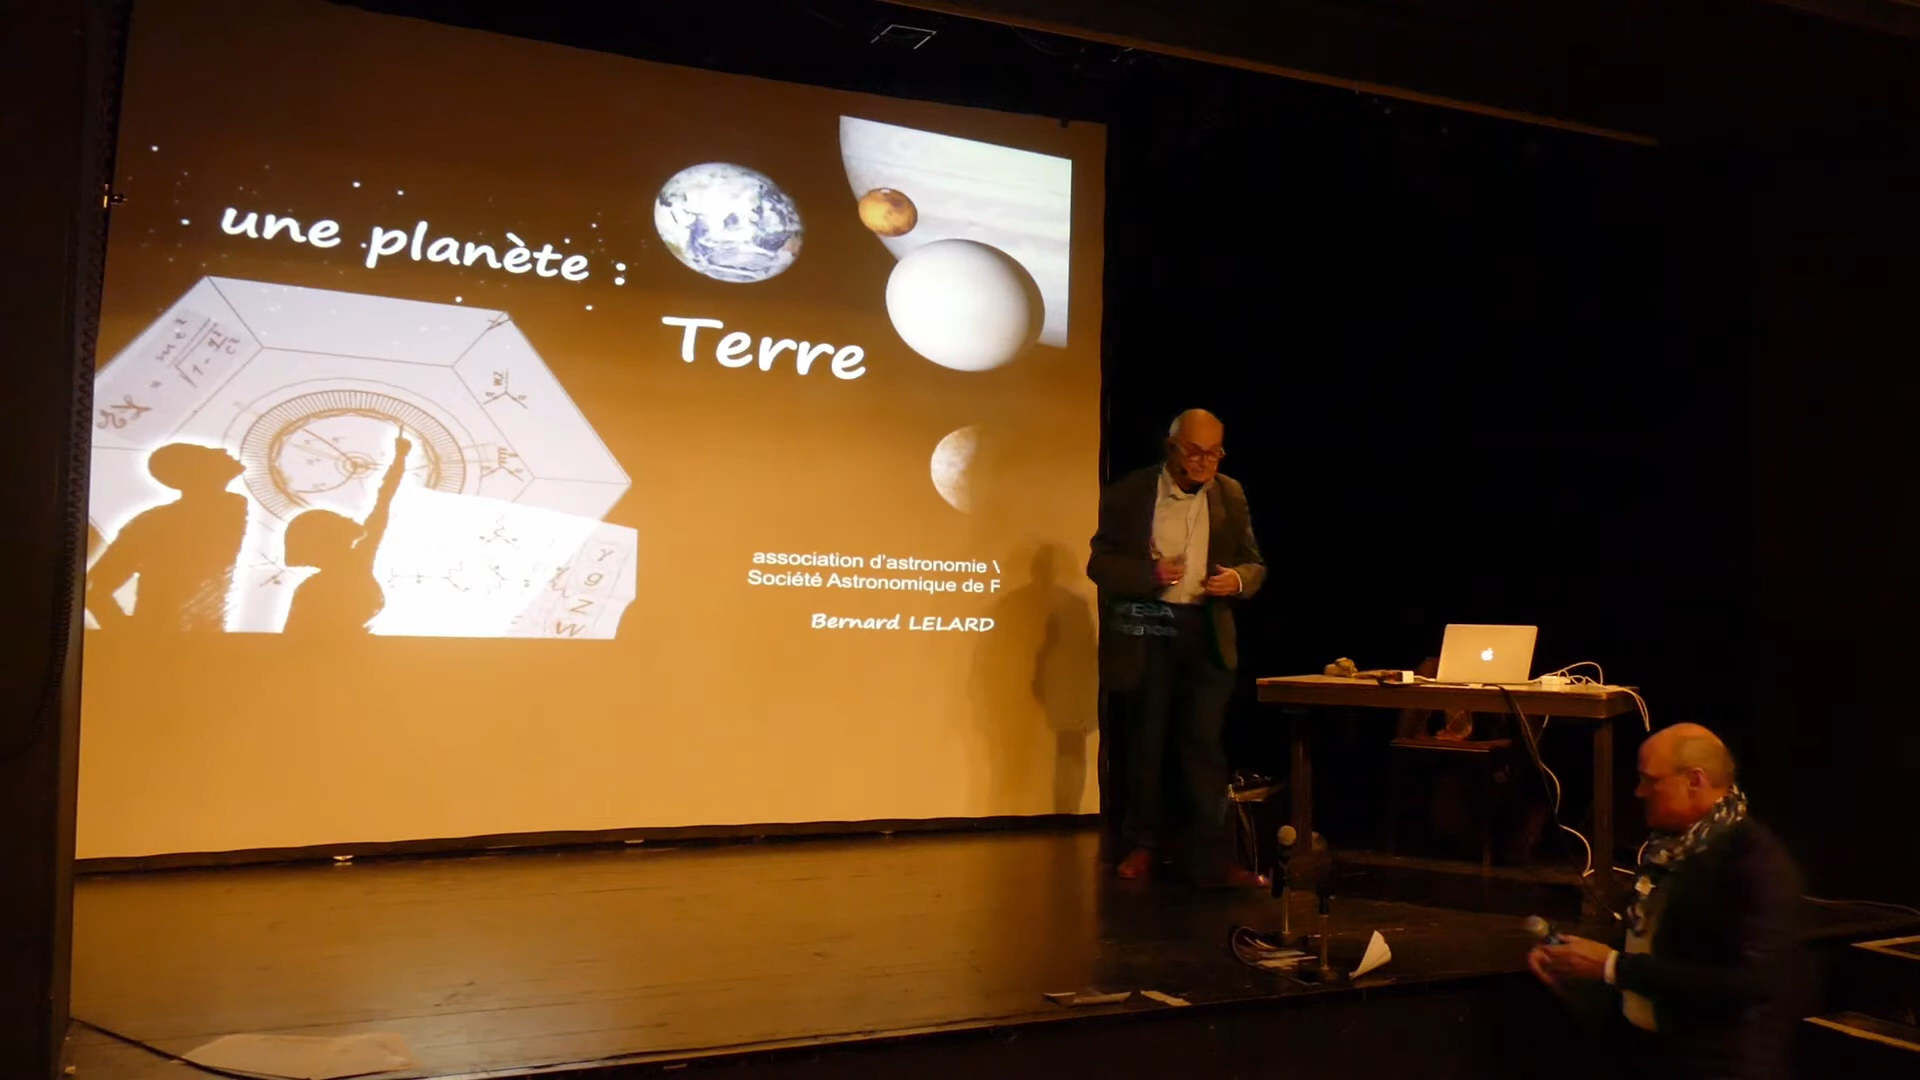 une planète :
Terre
association d'astronomie V
Société Astronomique de F
Bernard LELARD